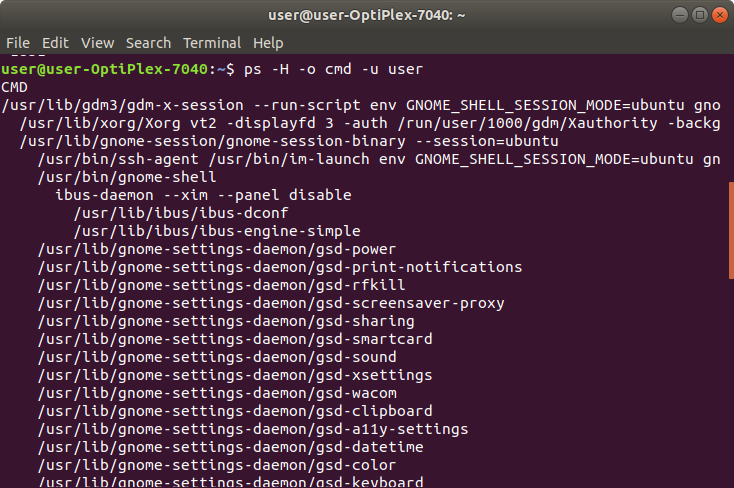 user@user-OptiPlex-7040: ~
File Edit View Search Terminal Help
user@user-OptiPlex-7040:~$ ps -H -o cmd -u user
CMD
/usr/lib/gdm3/gdm-x-session --run-script env GNOME_SHELL_SESSION_MODE=ubuntu gno
  /usr/lib/xorg/Xorg vt2 -displayfd 3 -auth /run/user/1000/gdm/Xauthority -backg
  /usr/lib/gnome-session/gnome-session-binary --session=ubuntu
    /usr/bin/ssh-agent /usr/bin/im-launch env GNOME_SHELL_SESSION_MODE=ubuntu gn
    /usr/bin/gnome-shell
      ibus-daemon --xim --panel disable
        /usr/lib/ibus/ibus-dconf
        /usr/lib/ibus/ibus-engine-simple
    /usr/lib/gnome-settings-daemon/gsd-power
    /usr/lib/gnome-settings-daemon/gsd-print-notifications
    /usr/lib/gnome-settings-daemon/gsd-rfkill
    /usr/lib/gnome-settings-daemon/gsd-screensaver-proxy
    /usr/lib/gnome-settings-daemon/gsd-sharing
    /usr/lib/gnome-settings-daemon/gsd-smartcard
    /usr/lib/gnome-settings-daemon/gsd-sound
    /usr/lib/gnome-settings-daemon/gsd-xsettings
    /usr/lib/gnome-settings-daemon/gsd-wacom
    /usr/lib/gnome-settings-daemon/gsd-clipboard
    /usr/lib/gnome-settings-daemon/gsd-a11y-settings
    /usr/lib/gnome-settings-daemon/gsd-datetime
    /usr/lib/gnome-settings-daemon/gsd-color
    /usr/lib/gnome-settings-daemon/gsd-keyboard